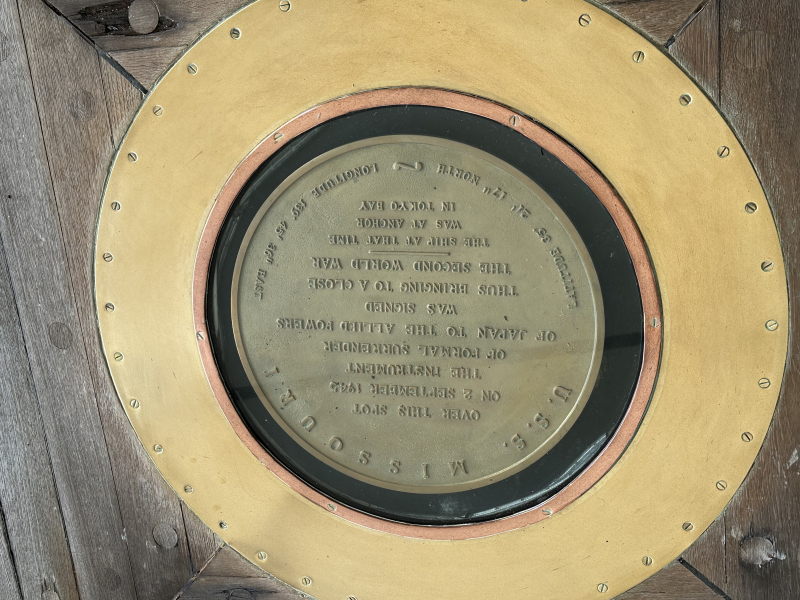 U.S.S. MISSOURI
OVER THIS SPOT
ON 2 SEPTEMBER 1945
THE INSTRUMENT
OF FORMAL SURRENDER
OF JAPAN TO THE ALLIED POWERS
WAS SIGNED
THUS BRINGING TO A CLOSE
THE SECOND WORLD WAR
THE SHIP AT THAT TIME
WAS AT ANCHOR
IN TOKYO BAY
LATITUDE 35° 21' 17" NORTH ~ LONGITUDE 139° 45' 36" EAST